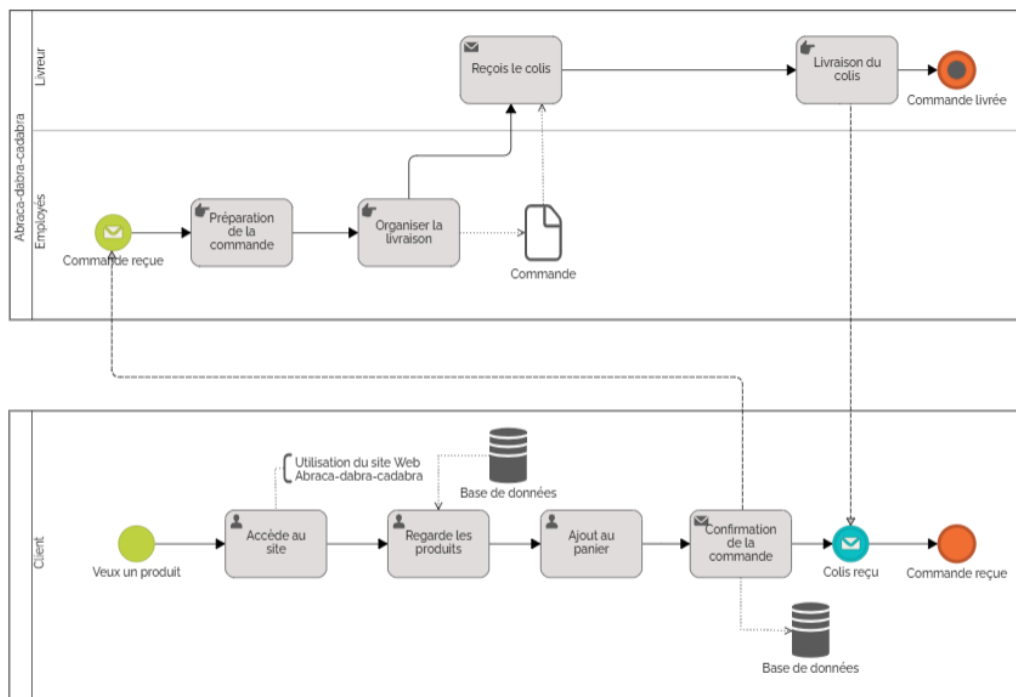 Abraca-dabra-cadabra
Livreur
Reçois le colis
Livraison du
colis
Commande livrée
Employés
Commande reçue
Préparation
de la
commande
Organiser la
livraison
Commande
Client
Utilisation du site Web
Abraca-dabra-cadabra
Base de données
Veux un produit
Accède au
site
Regarde les
produits
Ajout au
panier
Confirmation
de la
commande
Colis reçu
Commande reçue
Base de données